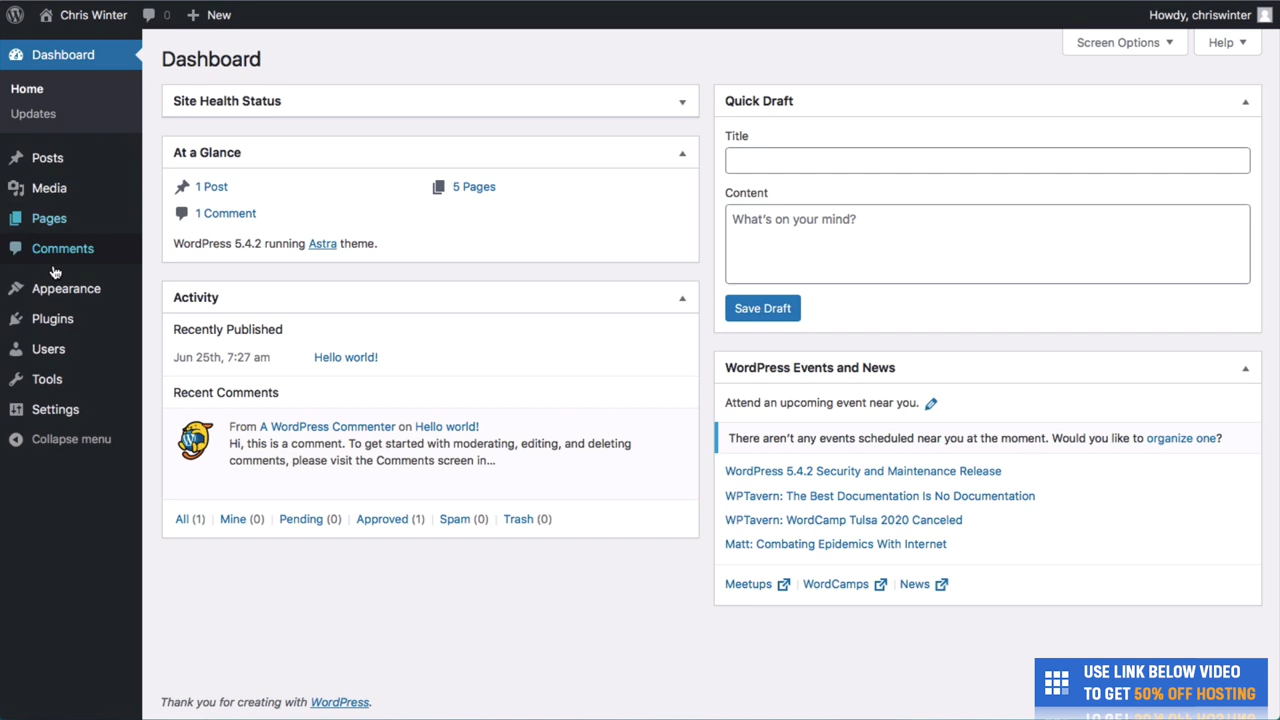 Chris Winter 0 New Howdy, chriswinter
Dashboard
Home
Updates
Posts
Media
Pages
Comments
Appearance
Plugins
Users
Tools
Settings
Collapse menu
Screen Options Help
Dashboard
Site Health Status
At a Glance
1 Post 5 Pages
1 Comment
WordPress 5.4.2 running Astra theme.
Activity
Recently Published
Jun 25th, 7:27 am Hello world!
Recent Comments
From A WordPress Commenter on Hello world!
Hi, this is a comment. To get started with moderating, editing, and deleting
comments, please visit the Comments screen in...
All (1) | Mine (0) | Pending (0) | Approved (1) | Spam (0) | Trash (0)
Quick Draft
Title
Content
What's on your mind?
Save Draft
WordPress Events and News
Attend an upcoming event near you.
There aren't any events scheduled near you at the moment. Would you like to organize one?
WordPress 5.4.2 Security and Maintenance Release
WPTavern: The Best Documentation Is No Documentation
WPTavern: WordCamp Tulsa 2020 Canceled
Matt: Combating Epidemics With Internet
Meetups | WordCamps | News
Thank you for creating with WordPress.
USE LINK BELOW VIDEO
TO GET 50% OFF HOSTING